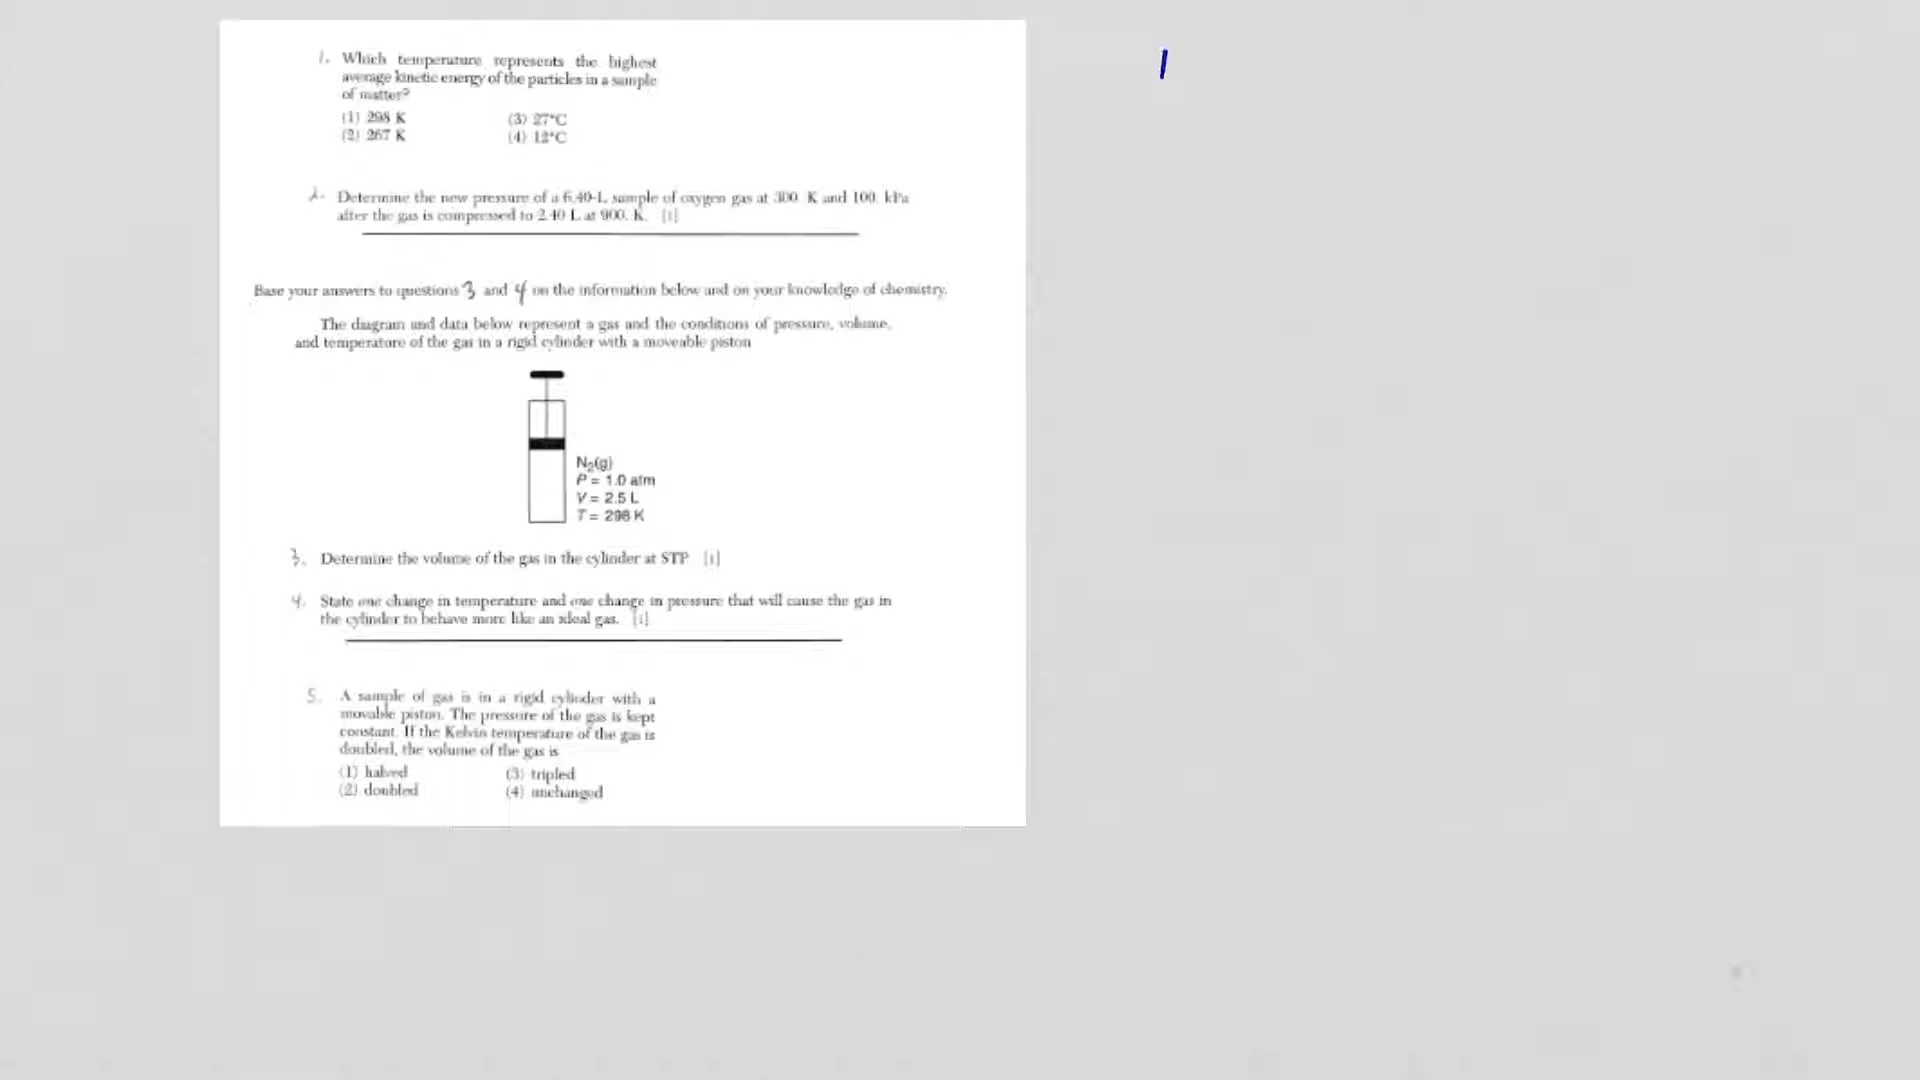 1. Which temperature represents the highest
average kinetic energy of the particles in a sample
of matter?
(1) 298 K (3) 27°C
(2) 267 K (4) 12°C
2. Determine the new pressure of a 6.40-L sample of oxygen gas at 300. K and 100. kPa
after the gas is compressed to 2.40 L at 900. K. [1]
Base your answers to questions 3 and 4 on the information below and on your knowledge of chemistry.
The diagram and data below represent a gas and the conditions of pressure, volume,
and temperature of the gas in a rigid cylinder with a moveable piston
N₂(g)
P = 1.0 atm
V = 2.5 L
T = 298 K
3. Determine the volume of the gas in the cylinder at STP. [1]
4. State one change in temperature and one change in pressure that will cause the gas in
the cylinder to behave more like an ideal gas. [1]
5. A sample of gas is in a rigid cylinder with a
movable piston. The pressure of the gas is kept
constant. If the Kelvin temperature of the gas is
doubled, the volume of the gas is
(1) halved (3) tripled
(2) doubled (4) unchanged